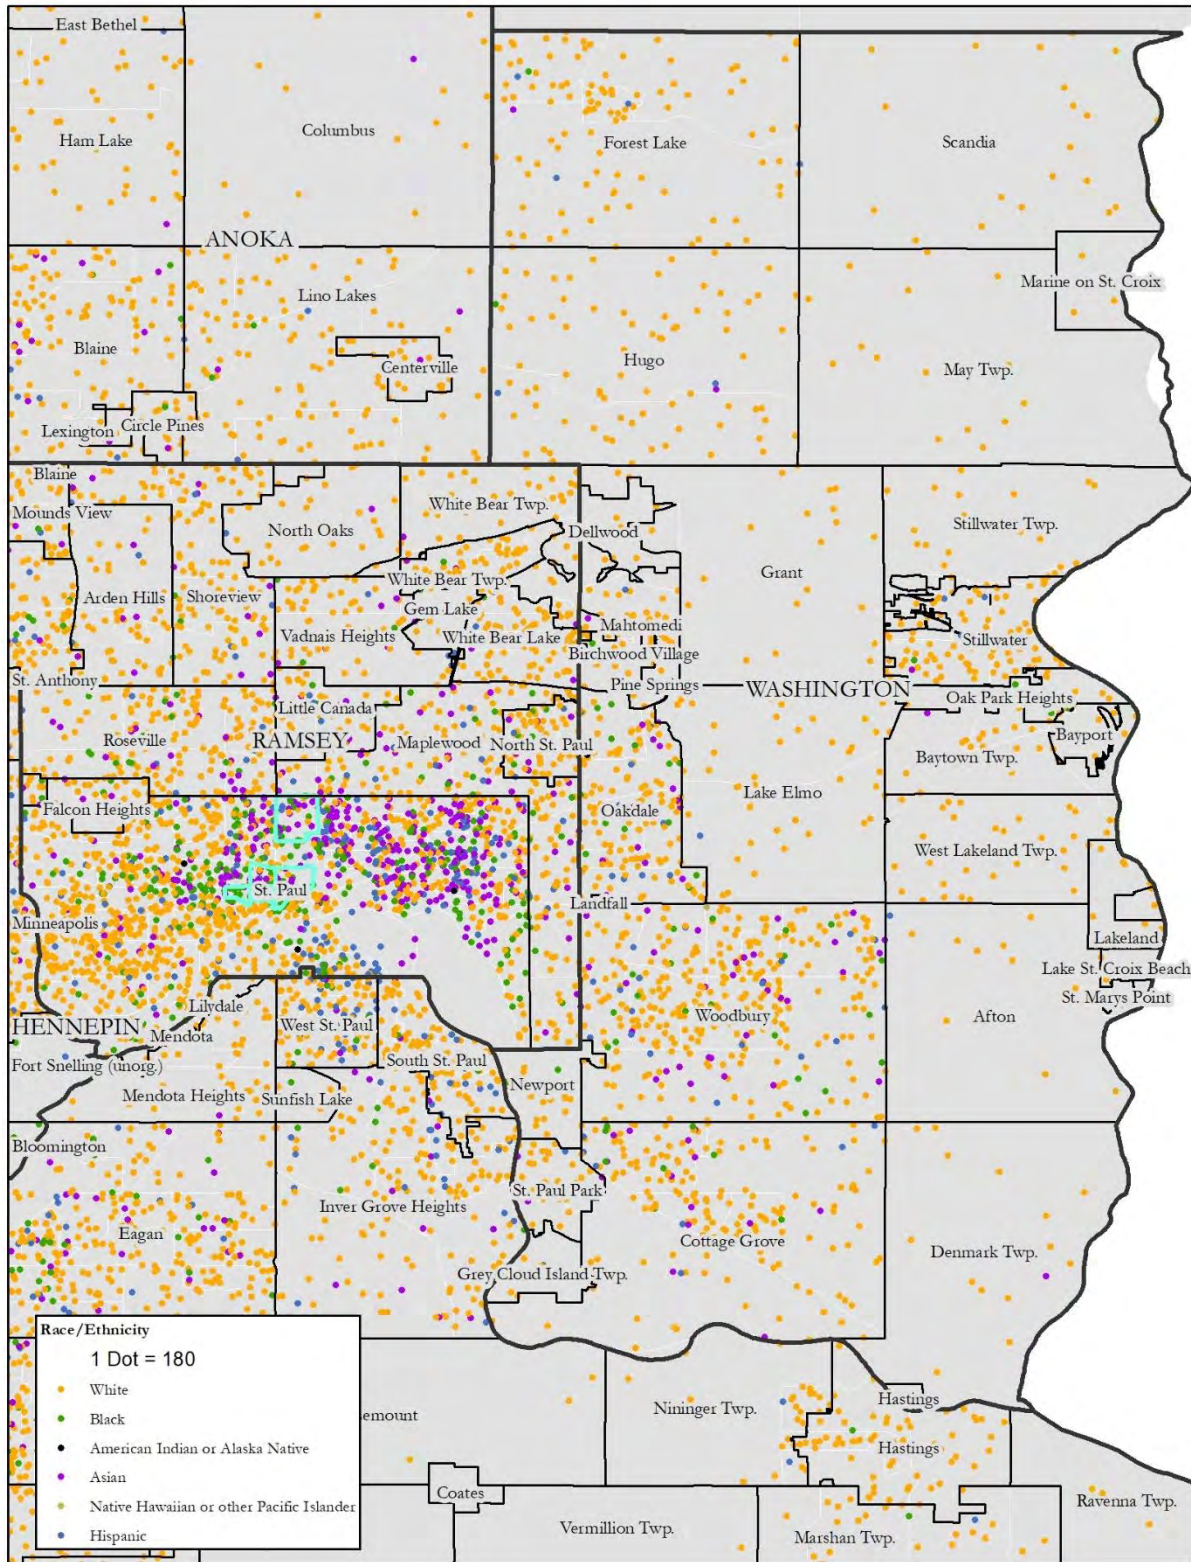 East Bethel
Ham Lake
Columbus
Forest Lake
Scandia
ANOKA
Marine on St. Croix
Lino Lakes
Blaine
Centerville
Hugo
May Twp.
Lexington
Circle Pines
Blaine
Mounds View
White Bear Twp.
North Oaks
Dellwood
Stillwater Twp.
Grant
White Bear Twp.
Arden Hills
Shoreview
Gem Lake
Mahtomedi
Vadnais Heights
White Bear Lake
Stillwater
Birchwood Village
St. Anthony
Pine Springs
WASHINGTON
Oak Park Heights
Little Canada
Roseville
RAMSEY
Maplewood
North St. Paul
Bayport
Baytown Twp.
Falcon Heights
Oakdale
Lake Elmo
West Lakeland Twp.
St. Paul
Landfall
Minneapolis
Lakeland
Lake St. Croix Beach
St. Marys Point
Lilydale
Woodbury
Afton
HENNEPIN
Mendota
West St. Paul
South St. Paul
Fort Snelling (unorg.)
Newport
Mendota Heights
Sunfish Lake
Bloomington
St. Paul Park
Inver Grove Heights
Eagan
Cottage Grove
Denmark Twp.
Grey Cloud Island Twp.
Race/Ethnicity
1 Dot = 180
White
Black
American Indian or Alaska Native
Asian
Native Hawaiian or other Pacific Islander
Hispanic
emount
Nininger Twp.
Hastings
Hastings
Coates
Vermillion Twp.
Marshan Twp.
Ravenna Twp.